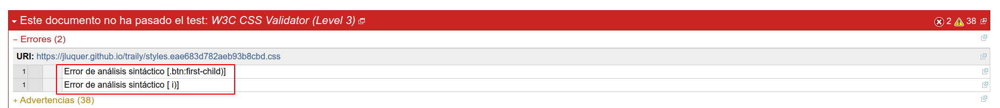 Este documento no ha pasado el test: W3C CSS Validator (Level 3) 2 38
Errores (2)
URI: https://jluquer.github.io/traily/styles.eae683d782aeb93b8cbd.css
1 Error de análisis sintáctico [.btn:first-child)]
1 Error de análisis sintáctico [ i)]
+ Advertencias (38)